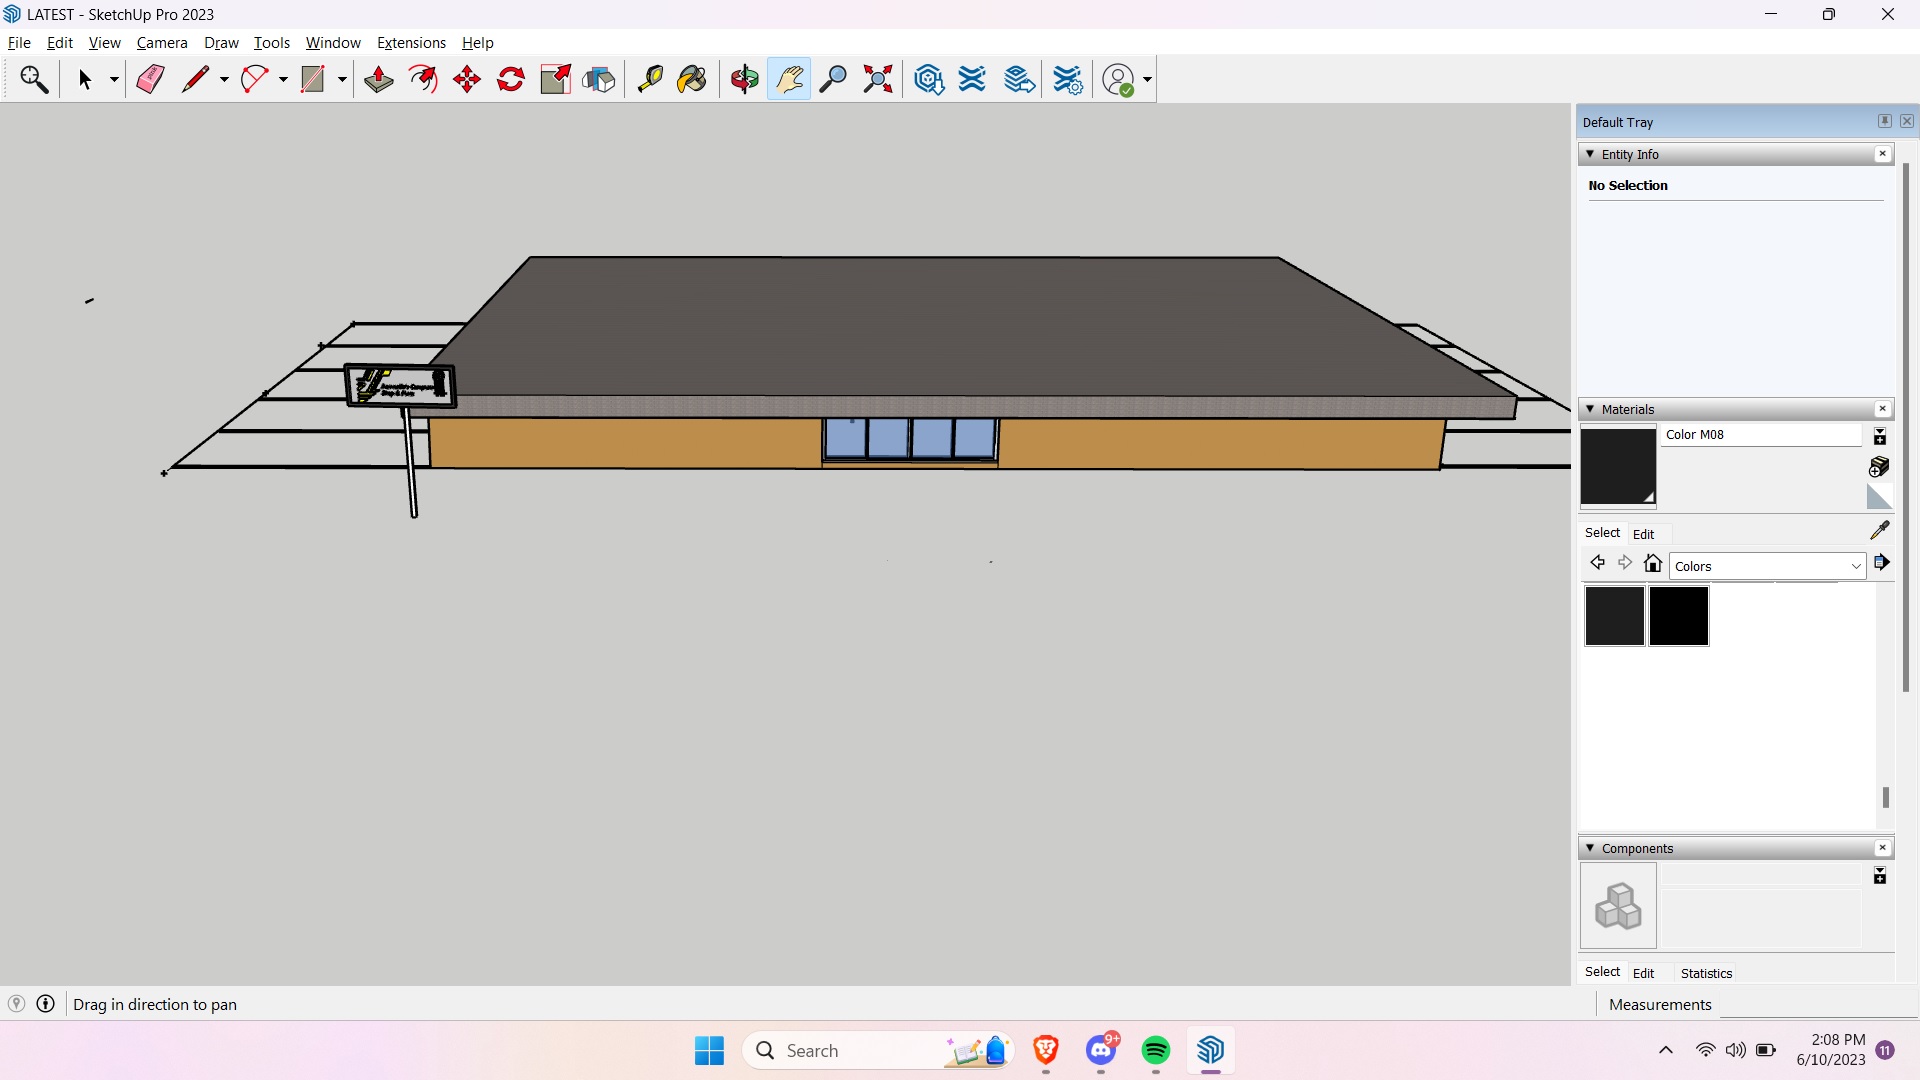 LATEST - SketchUp Pro 2023
File Edit View Camera Draw Tools Window Extensions Help
Default Tray
Entity Info
No Selection
Materials
Color M08
Select Edit
Colors
Components
Select Edit Statistics
Drag in direction to pan
Measurements
Search
9+
2:08 PM
6/10/2023
11